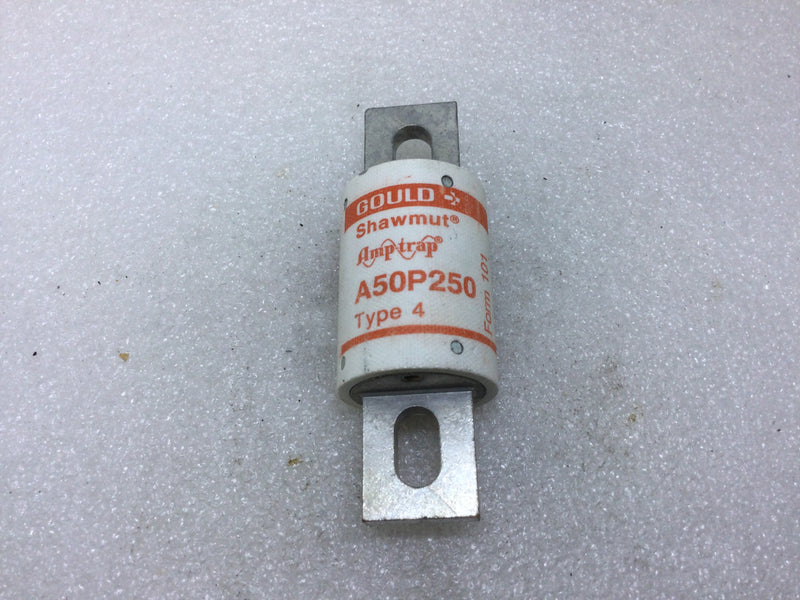 GOULD
Shawmut®
Amp-trap®
A50P250
Type 4
Form 101